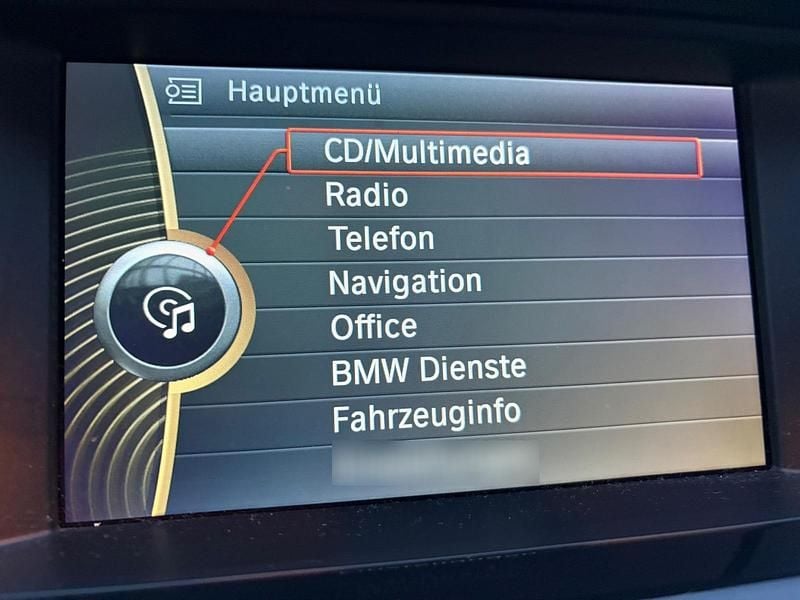 Hauptmenü
CD/Multimedia
Radio
Telefon
Navigation
Office
BMW Dienste
Fahrzeuginfo